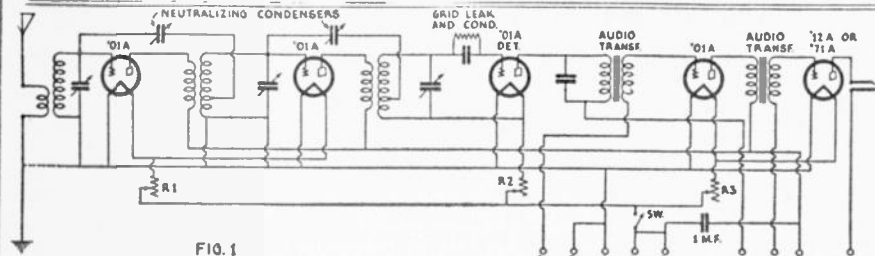 NEUTRALIZING CONDENSERS
GRID LEAK
AND COND.
'01A
'01A
'01A
DET.
AUDIO
TRANSF.
'01A
AUDIO
TRANSF.
'12A OR
'71A
R1
R2
R3
SW.
1 M.F.
FIG. 1